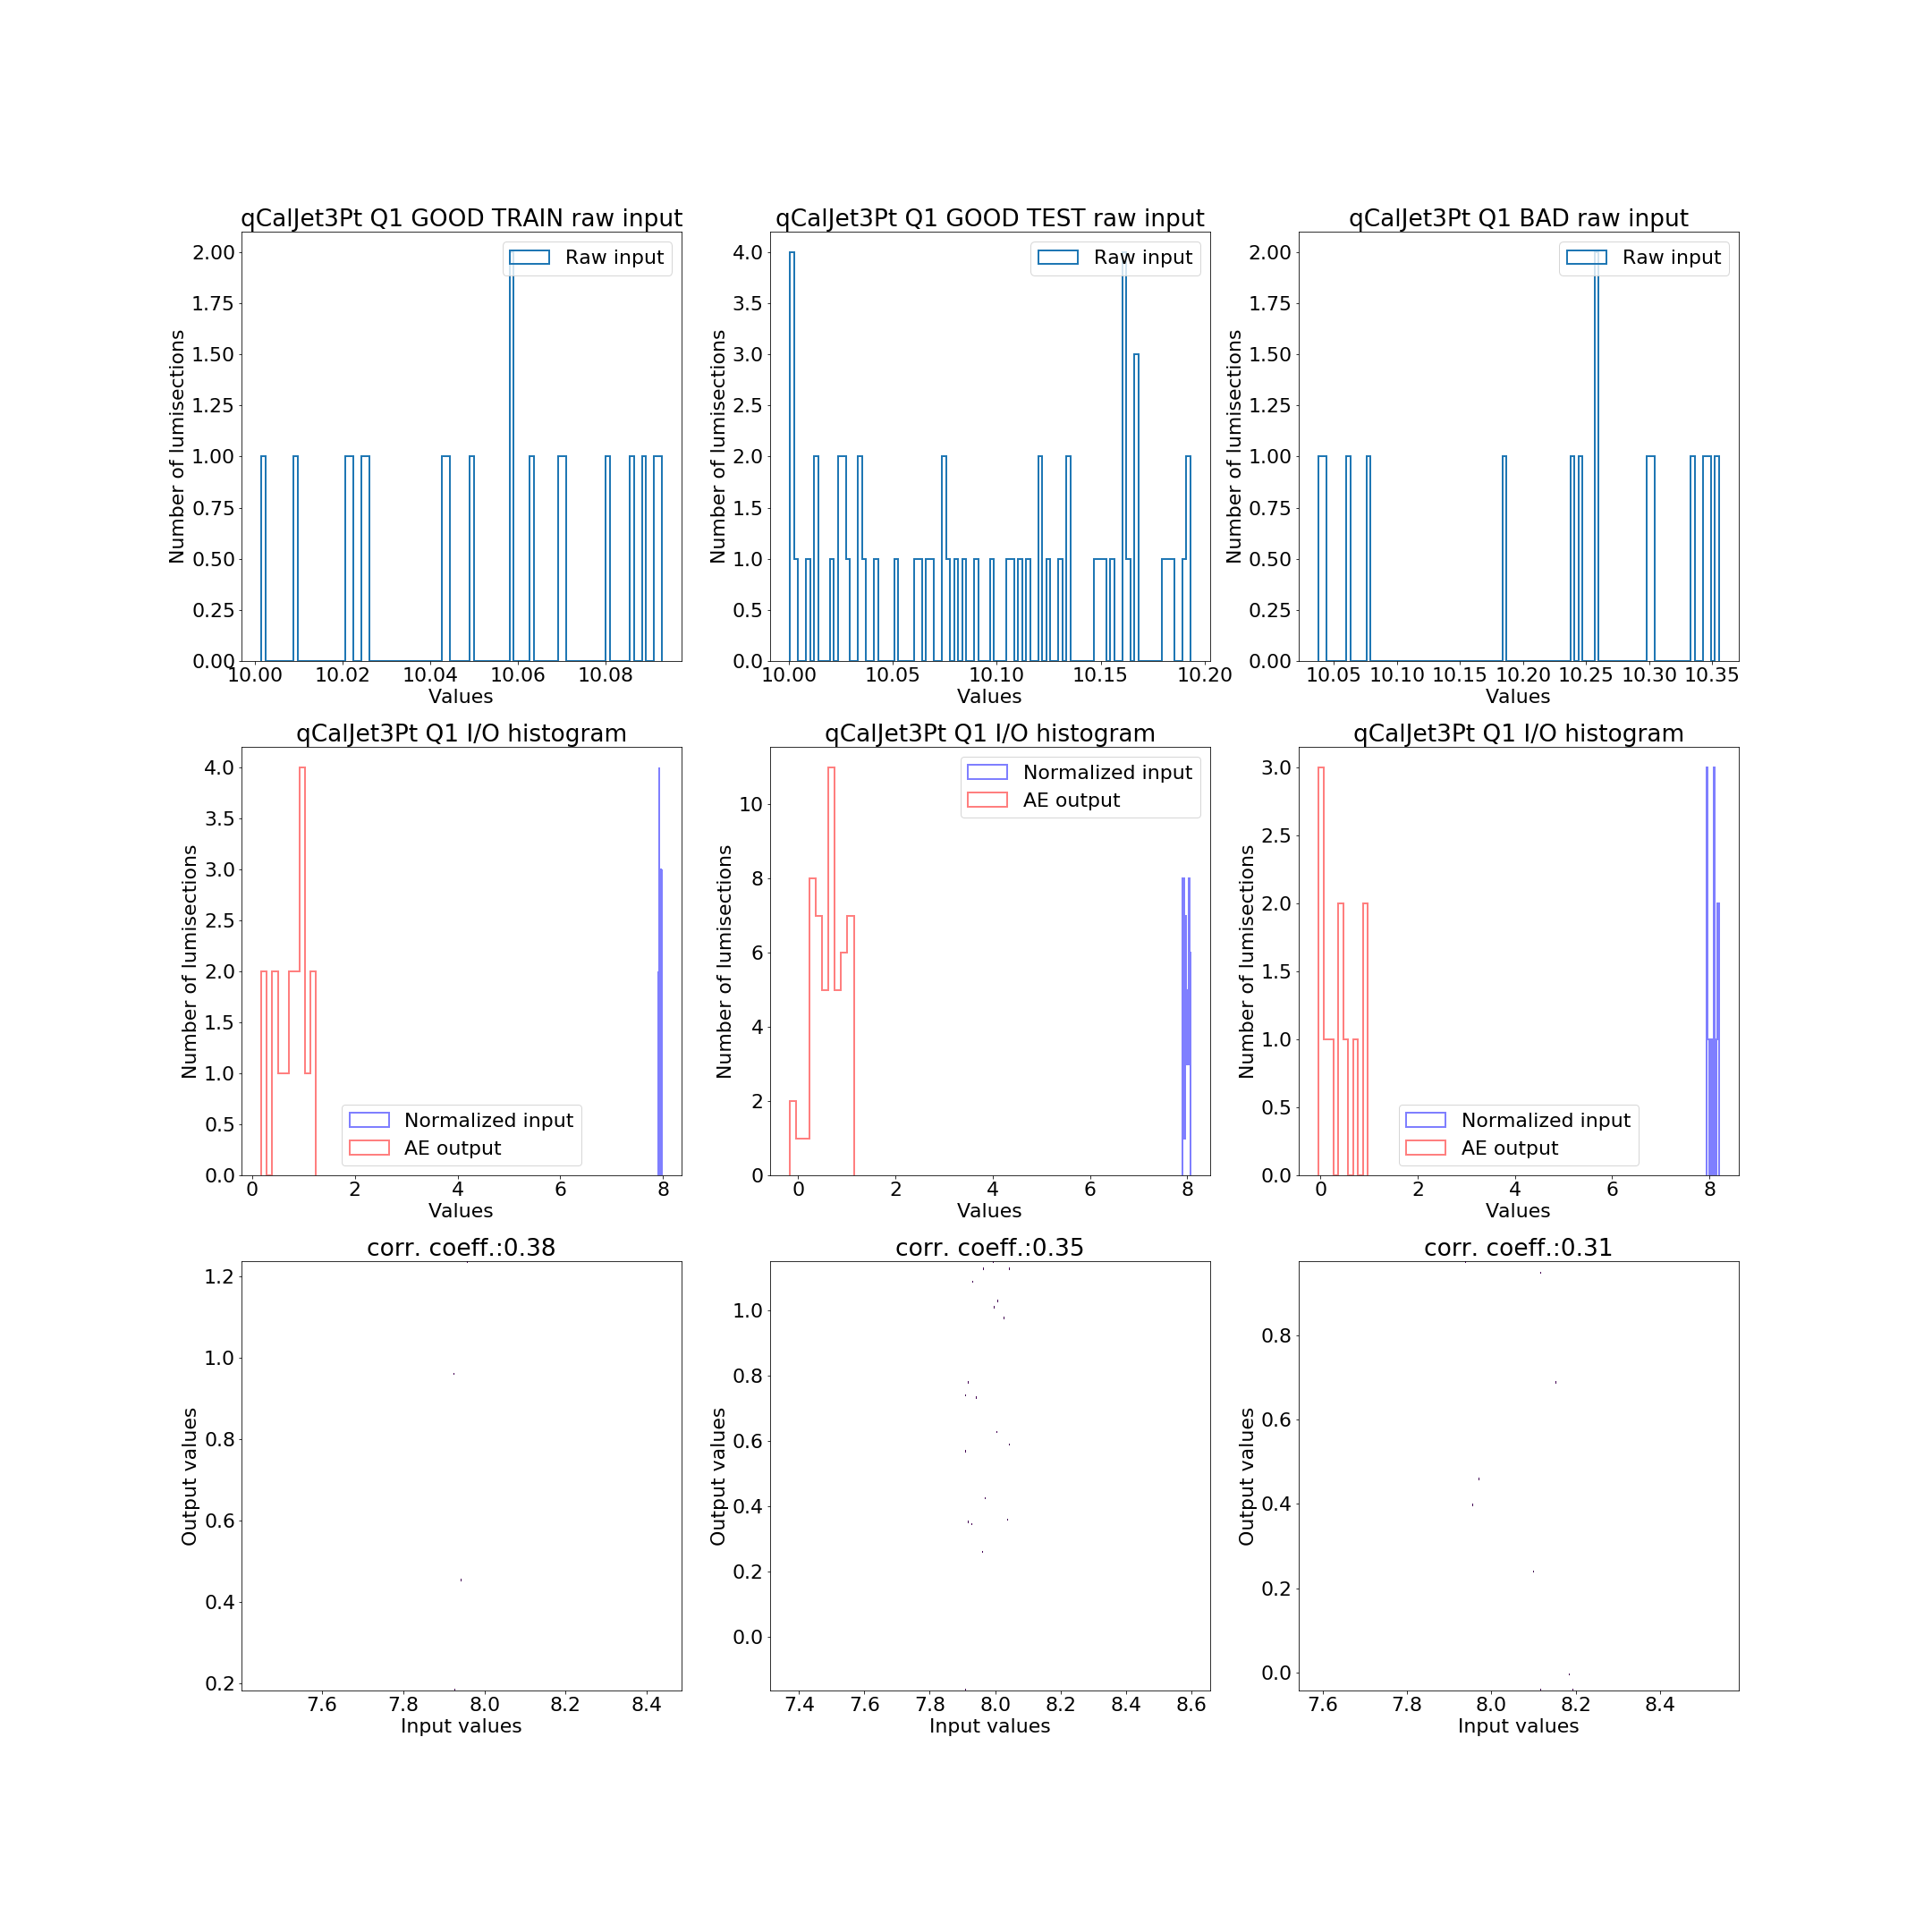 qCalJet3Pt Q1 GOOD TRAIN raw input
Number of lumisections
2.00
1.75
1.50
1.25
1.00
0.75
0.50
0.25
0.00
Raw input
10.00 10.02 10.04 10.06 10.08
Values
qCalJet3Pt Q1 GOOD TEST raw input
Number of lumisections
4.0
3.5
3.0
2.5
2.0
1.5
1.0
0.5
0.0
Raw input
10.00 10.05 10.10 10.15 10.20
Values
qCalJet3Pt Q1 BAD raw input
Number of lumisections
2.00
1.75
1.50
1.25
1.00
0.75
0.50
0.25
0.00
Raw input
10.05 10.10 10.15 10.20 10.25 10.30 10.35
Values
qCalJet3Pt Q1 I/O histogram
Number of lumisections
4.0
3.5
3.0
2.5
2.0
1.5
1.0
0.5
0.0
Normalized input
AE output
0 2 4 6 8
Values
qCalJet3Pt Q1 I/O histogram
Number of lumisections
10
8
6
4
2
0
Normalized input
AE output
0 2 4 6 8
Values
qCalJet3Pt Q1 I/O histogram
Number of lumisections
3.0
2.5
2.0
1.5
1.0
0.5
0.0
Normalized input
AE output
0 2 4 6 8
Values
corr. coeff.:0.38
Output values
1.2
1.0
0.8
0.6
0.4
0.2
7.6 7.8 8.0 8.2 8.4
Input values
corr. coeff.:0.35
Output values
1.0
0.8
0.6
0.4
0.2
0.0
7.4 7.6 7.8 8.0 8.2 8.4 8.6
Input values
corr. coeff.:0.31
Output values
0.8
0.6
0.4
0.2
0.0
7.6 7.8 8.0 8.2 8.4
Input values